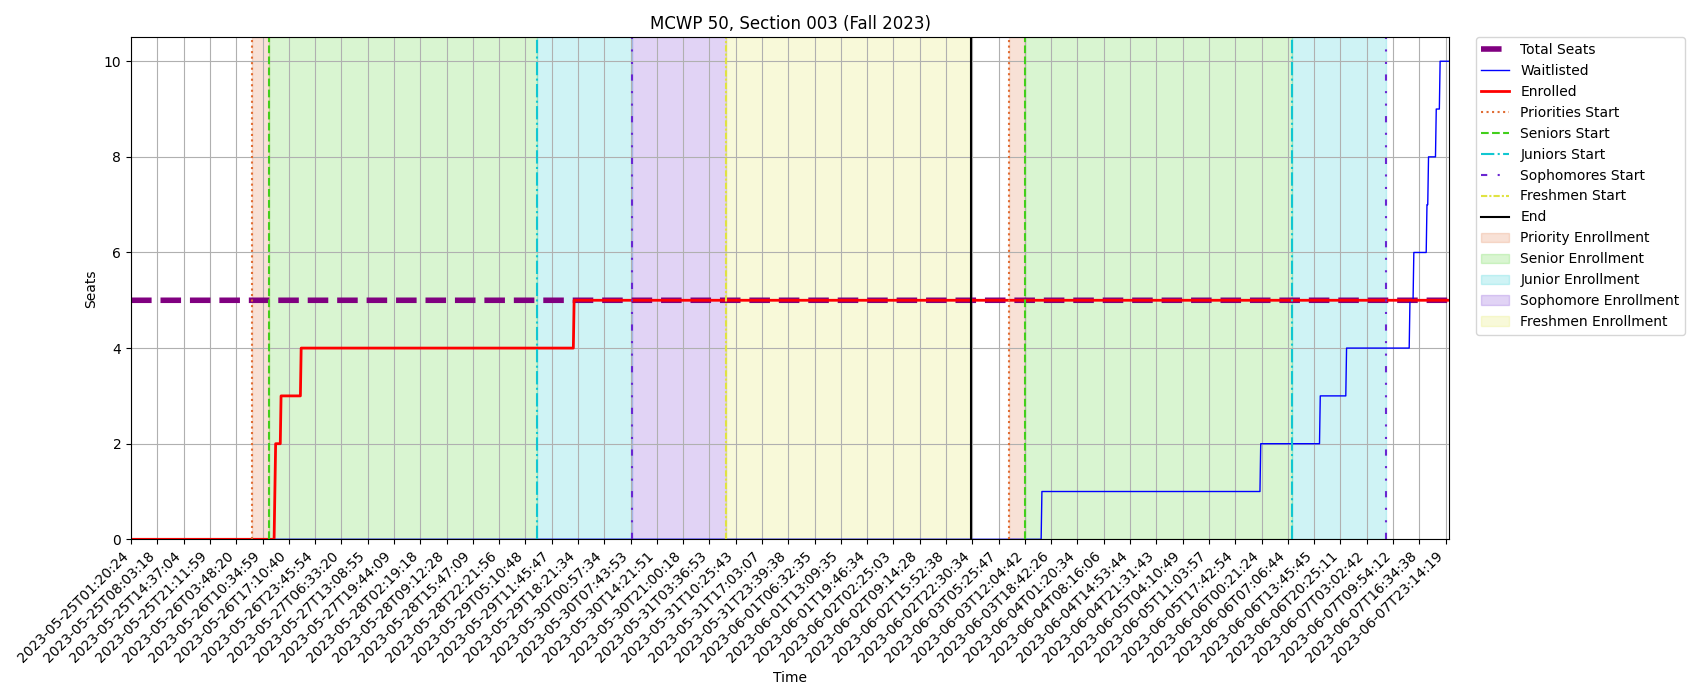 MCWP 50, Section 003 (Fall 2023)
Seats
10
8
6
4
2
0
2023-05-25T01:20:24
2023-05-25T08:03:18
2023-05-25T14:37:04
2023-05-25T21:11:59
2023-05-26T03:48:20
2023-05-26T10:34:59
2023-05-26T17:10:40
2023-05-26T23:45:54
2023-05-27T06:33:20
2023-05-27T13:08:55
2023-05-27T19:44:09
2023-05-28T02:19:18
2023-05-28T09:12:28
2023-05-28T15:47:09
2023-05-28T22:21:56
2023-05-29T05:10:48
2023-05-29T11:45:47
2023-05-29T18:21:34
2023-05-30T00:57:34
2023-05-30T07:43:53
2023-05-30T14:21:51
2023-05-30T21:00:18
2023-05-31T03:36:53
2023-05-31T10:25:43
2023-05-31T17:03:07
2023-05-31T23:39:38
2023-06-01T06:32:35
2023-06-01T13:09:35
2023-06-01T19:46:34
2023-06-02T02:25:03
2023-06-02T09:14:28
2023-06-02T15:52:38
2023-06-02T22:30:34
2023-06-03T05:25:47
2023-06-03T12:04:42
2023-06-03T18:42:26
2023-06-04T01:20:34
2023-06-04T08:16:06
2023-06-04T14:53:44
2023-06-04T21:31:43
2023-06-05T04:10:49
2023-06-05T11:03:57
2023-06-05T17:42:54
2023-06-06T00:21:24
2023-06-06T07:06:44
2023-06-06T13:45:45
2023-06-06T20:25:11
2023-06-07T03:02:42
2023-06-07T09:54:12
2023-06-07T16:34:38
2023-06-07T23:14:19
Time
Total Seats
Waitlisted
Enrolled
Priorities Start
Seniors Start
Juniors Start
Sophomores Start
Freshmen Start
End
Priority Enrollment
Senior Enrollment
Junior Enrollment
Sophomore Enrollment
Freshmen Enrollment